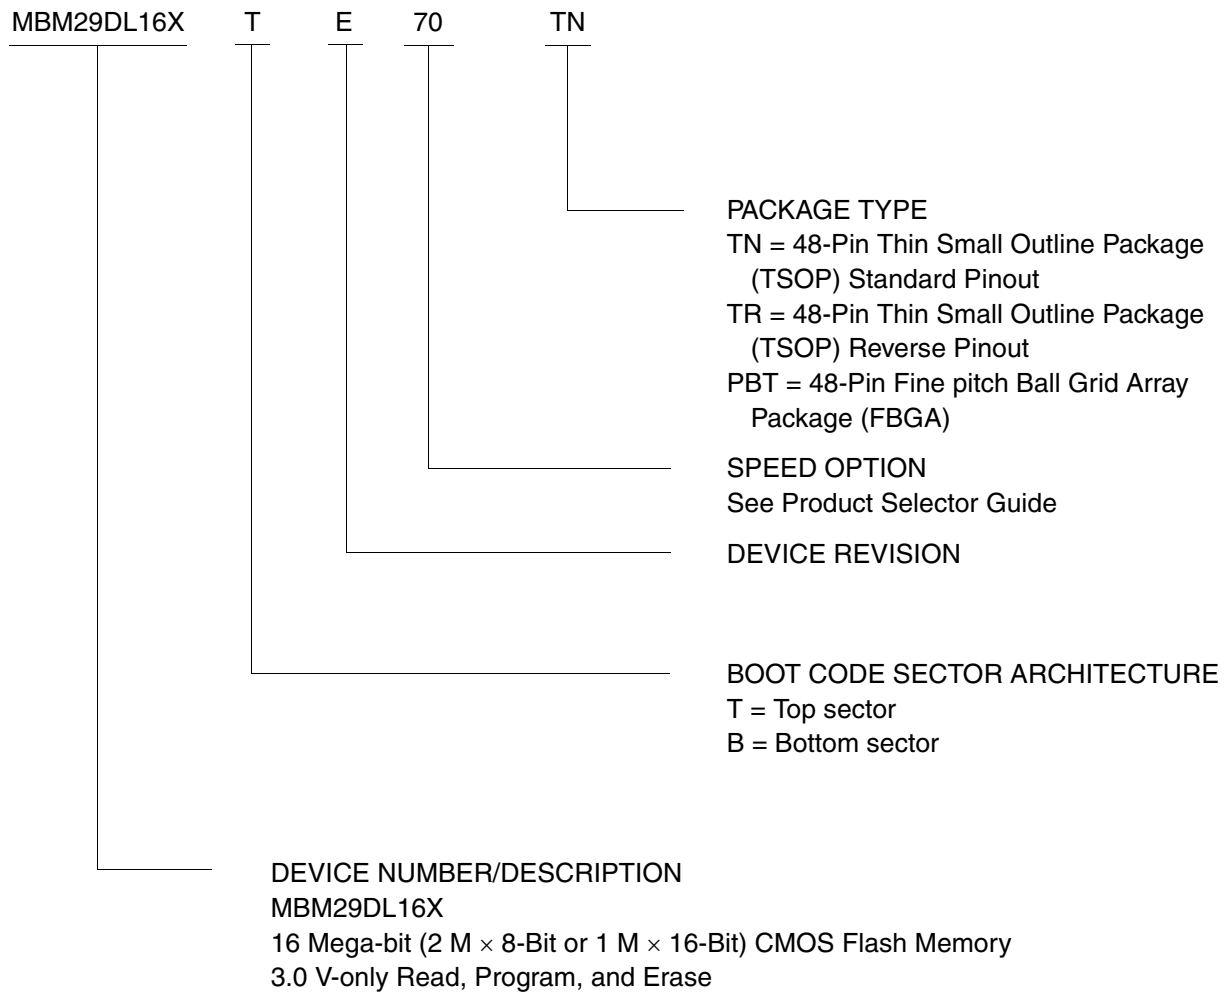 MBM29DL16X T E 70 TN
PACKAGE TYPE
TN = 48-Pin Thin Small Outline Package
(TSOP) Standard Pinout
TR = 48-Pin Thin Small Outline Package
(TSOP) Reverse Pinout
PBT = 48-Pin Fine pitch Ball Grid Array
Package (FBGA)
SPEED OPTION
See Product Selector Guide
DEVICE REVISION
BOOT CODE SECTOR ARCHITECTURE
T = Top sector
B = Bottom sector
DEVICE NUMBER/DESCRIPTION
MBM29DL16X
16 Mega-bit (2 M × 8-Bit or 1 M × 16-Bit) CMOS Flash Memory
3.0 V-only Read, Program, and Erase